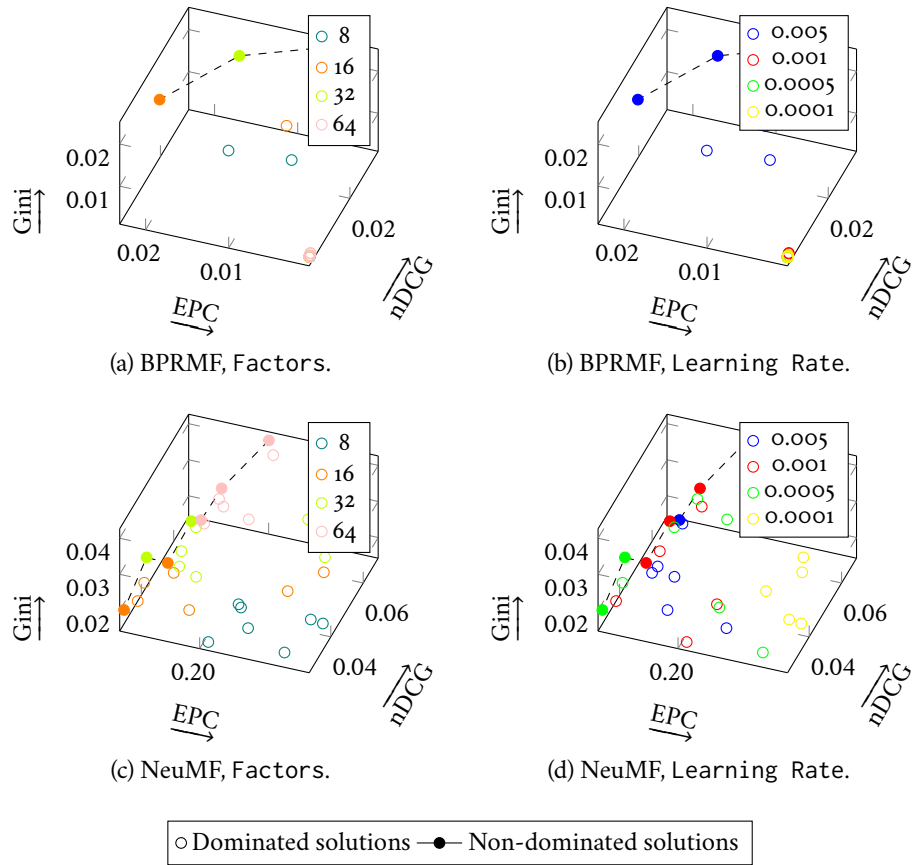 8
16
32
64
0.02
0.01
Gini
0.02
0.01
EPC
0.02
nDCG
(a) BPRMF, Factors.
0.005
0.001
0.0005
0.0001
0.02
0.01
Gini
0.02
0.01
EPC
0.02
nDCG
(b) BPRMF, Learning Rate.
8
16
32
64
0.04
0.03
0.02
Gini
0.20
EPC
0.06
0.04
nDCG
(c) NeuMF, Factors.
0.005
0.001
0.0005
0.0001
0.04
0.03
0.02
Gini
0.20
EPC
0.06
0.04
nDCG
(d) NeuMF, Learning Rate.
Dominated solutions Non-dominated solutions